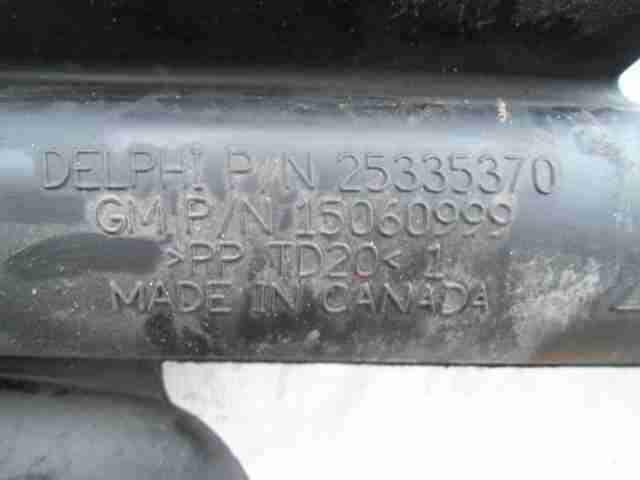 DELPHI P/N 25335370
GM P/N 15060999
>PP TD20< 1
MADE IN CANADA